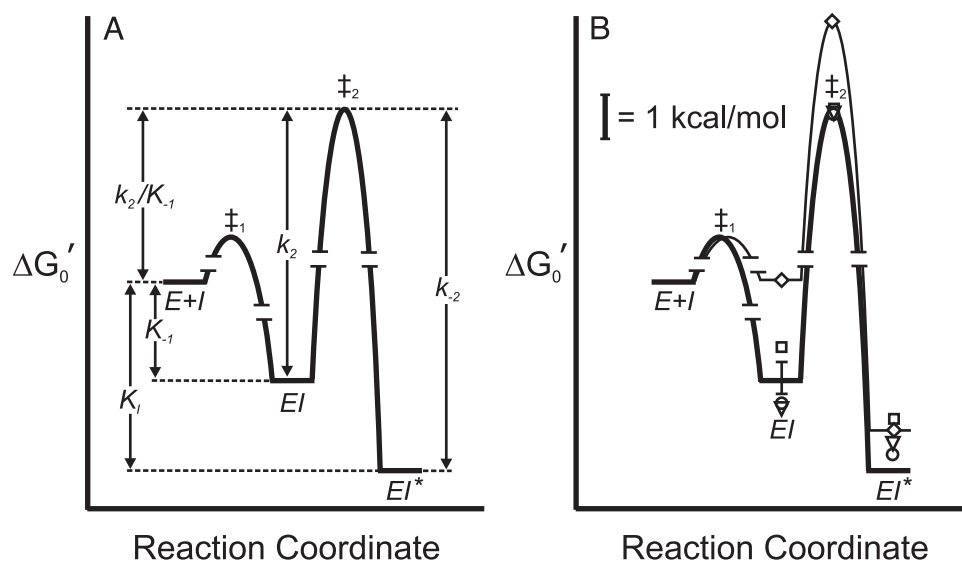 A
‡₂
k₂/K₋₁
‡₁
k₂
ΔG₀′
k₋₂
E+I
K₋₁
EI
K_I
EI*
Reaction Coordinate
B
‡₂
= 1 kcal/mol
‡₁
ΔG₀′
E+I
EI
EI*
Reaction Coordinate